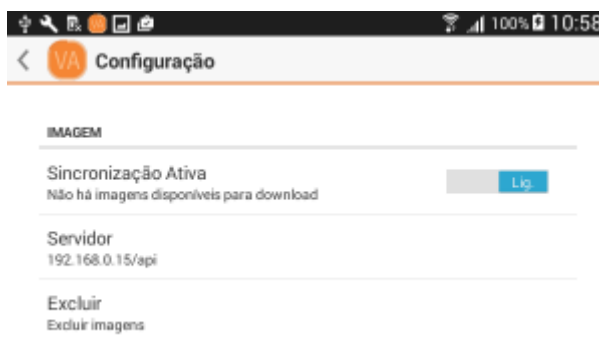 100% 10:58
VA Configuração
IMAGEM
Sincronização Ativa
Não há imagens disponíveis para download
Lig.
Servidor
192.168.0.15/api
Excluir
Excluir imagens